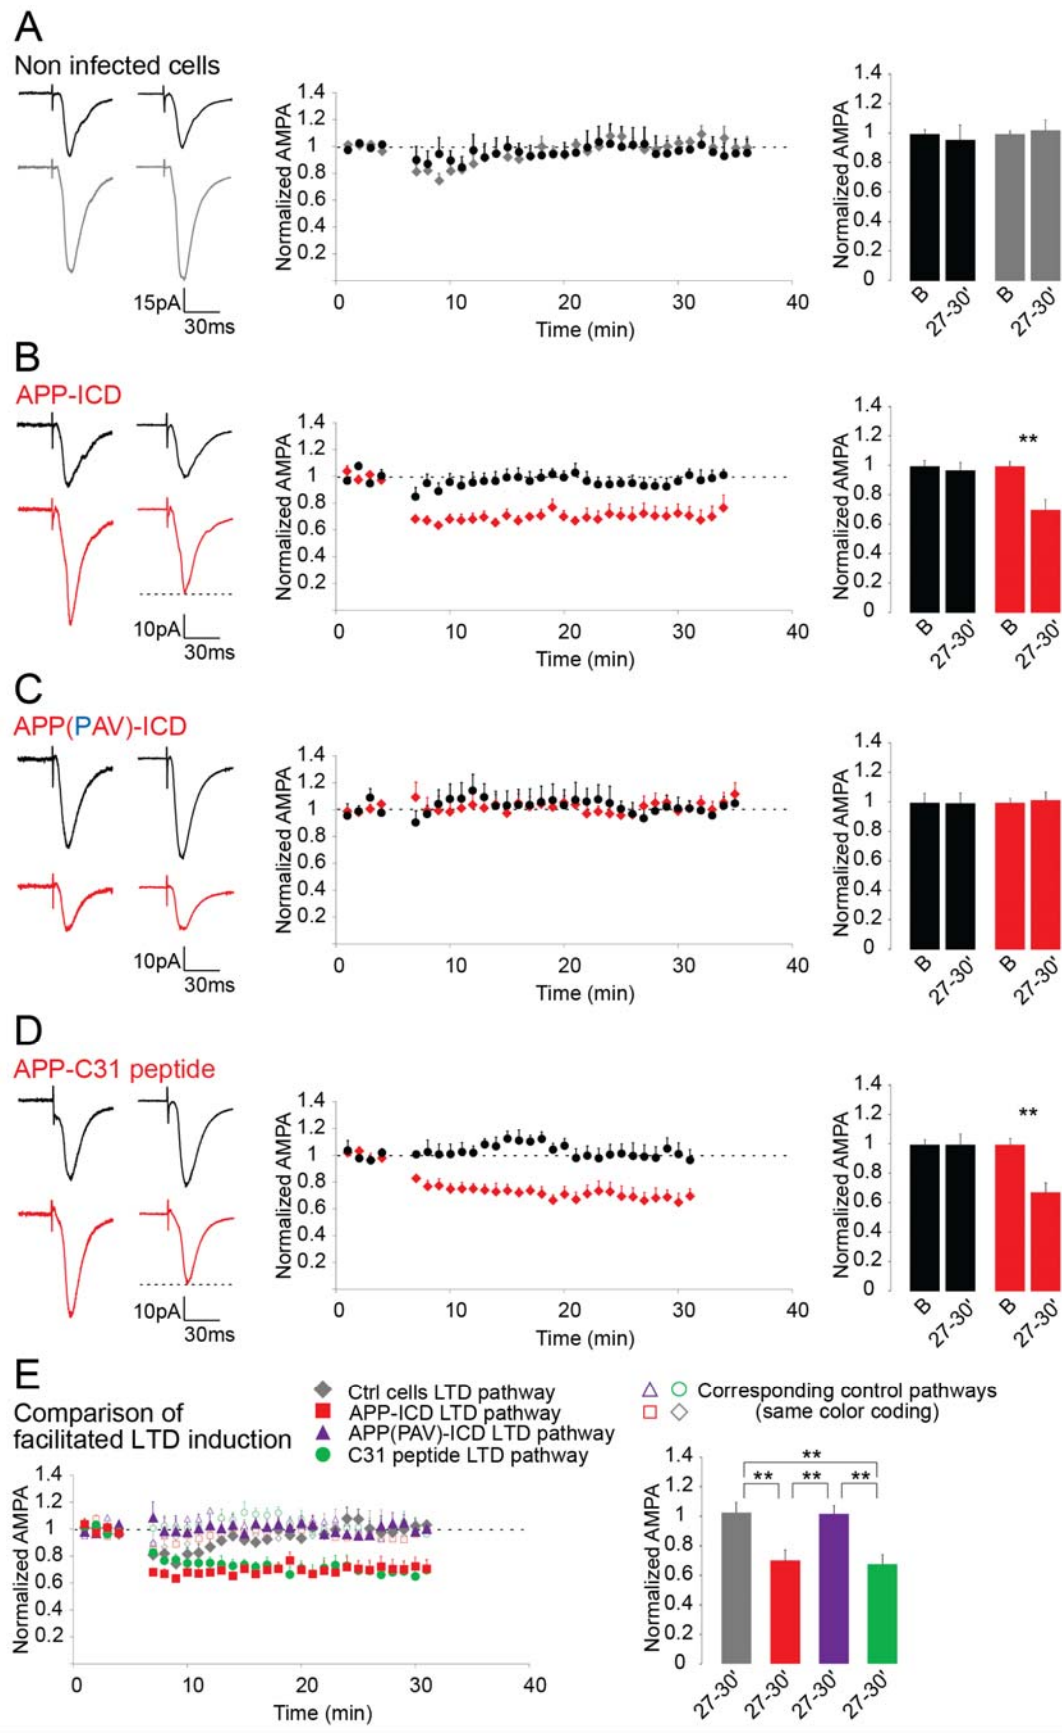 A
Non infected cells
15pA
30ms
Normalized AMPA
1.4
1.2
1
0.8
0.6
0.4
0.2
0 10 20 30 40
Time (min)
Normalized AMPA
1.4
1.2
1
0.8
0.6
0.4
0.2
0
B 27-30' B 27-30'
B
APP-ICD
10pA
30ms
Normalized AMPA
1.4
1.2
1
0.8
0.6
0.4
0.2
0 10 20 30 40
Time (min)
Normalized AMPA
1.4
1.2
1
0.8
0.6
0.4
0.2
0
**
B 27-30' B 27-30'
C
APP(PAV)-ICD
10pA
30ms
Normalized AMPA
1.4
1.2
1
0.8
0.6
0.4
0.2
0 10 20 30 40
Time (min)
Normalized AMPA
1.4
1.2
1
0.8
0.6
0.4
0.2
0
B 27-30' B 27-30'
D
APP-C31 peptide
10pA
30ms
Normalized AMPA
1.4
1.2
1
0.8
0.6
0.4
0.2
0 10 20 30 40
Time (min)
Normalized AMPA
1.4
1.2
1
0.8
0.6
0.4
0.2
0
**
B 27-30' B 27-30'
E
Comparison of
facilitated LTD induction
Ctrl cells LTD pathway
APP-ICD LTD pathway
APP(PAV)-ICD LTD pathway
C31 peptide LTD pathway
Corresponding control pathways
(same color coding)
Normalized AMPA
1.4
1.2
1
0.8
0.6
0.4
0.2
0 10 20 30 40
Time (min)
Normalized AMPA
1.4
1.2
1
0.8
0.6
0.4
0.2
0
**
** ** **
27-30' 27-30' 27-30' 27-30'